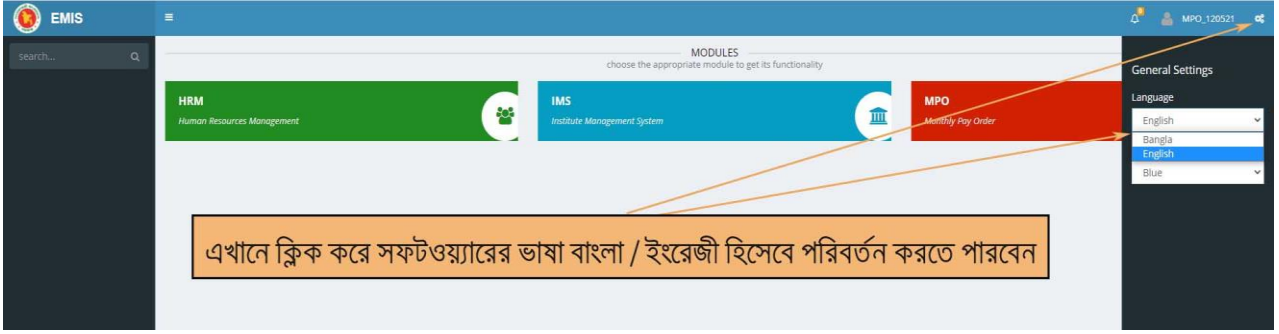 EMIS
MPO_120521
search...
MODULES
choose the appropriate module to get its functionality
HRM
Human Resources Management
IMS
Institute Management System
MPO
Monthly Pay Order
General Settings
Language
English
Bangla
English
Blue
এখানে ক্লিক করে সফটওয়্যারের ভাষা বাংলা / ইংরেজী হিসেবে পরিবর্তন করতে পারবেন